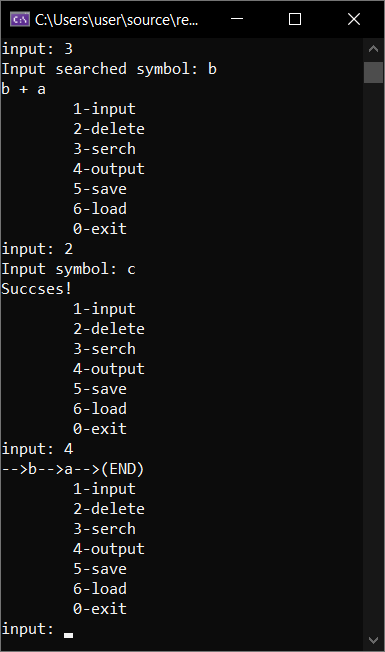 C:\Users\user\source\re...
input: 3
Input searched symbol: b
b + a
1-input
2-delete
3-serch
4-output
5-save
6-load
0-exit
input: 2
Input symbol: c
Succses!
1-input
2-delete
3-serch
4-output
5-save
6-load
0-exit
input: 4
-->b-->a-->(END)
1-input
2-delete
3-serch
4-output
5-save
6-load
0-exit
input: